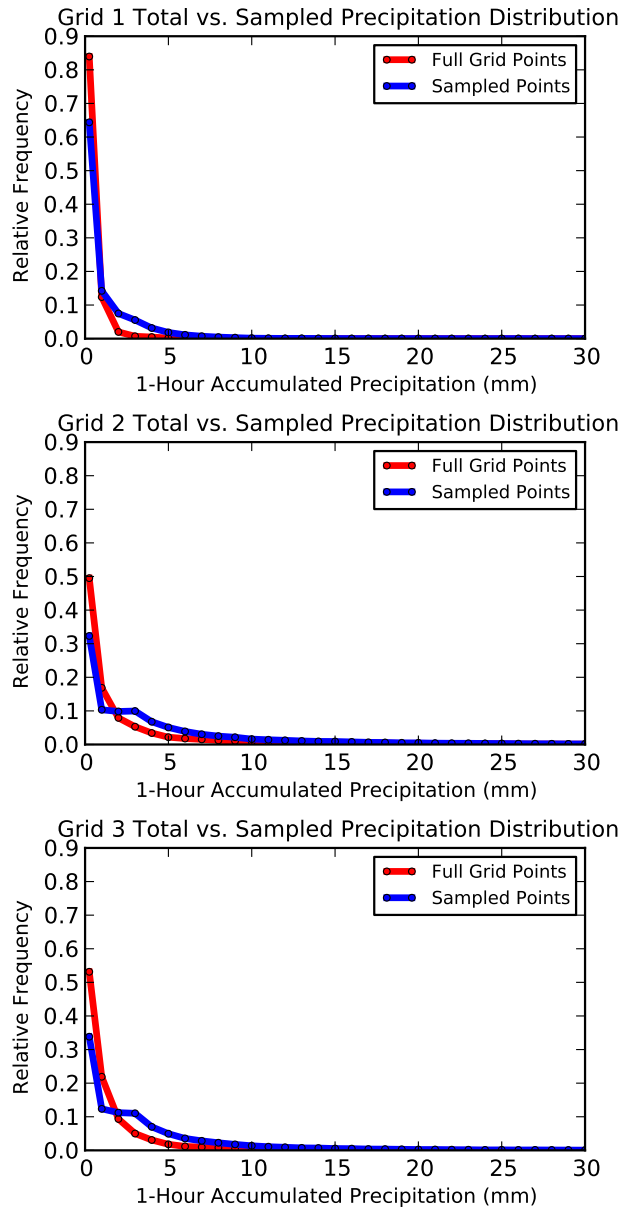 Grid 1 Total vs. Sampled Precipitation Distribution
0.9
0.8
0.7
0.6
0.5
0.4
0.3
0.2
0.1
0.0
Relative Frequency
Full Grid Points
Sampled Points
0 5 10 15 20 25 30
1-Hour Accumulated Precipitation (mm)
Grid 2 Total vs. Sampled Precipitation Distribution
0.9
0.8
0.7
0.6
0.5
0.4
0.3
0.2
0.1
0.0
Relative Frequency
Full Grid Points
Sampled Points
0 5 10 15 20 25 30
1-Hour Accumulated Precipitation (mm)
Grid 3 Total vs. Sampled Precipitation Distribution
0.9
0.8
0.7
0.6
0.5
0.4
0.3
0.2
0.1
0.0
Relative Frequency
Full Grid Points
Sampled Points
0 5 10 15 20 25 30
1-Hour Accumulated Precipitation (mm)